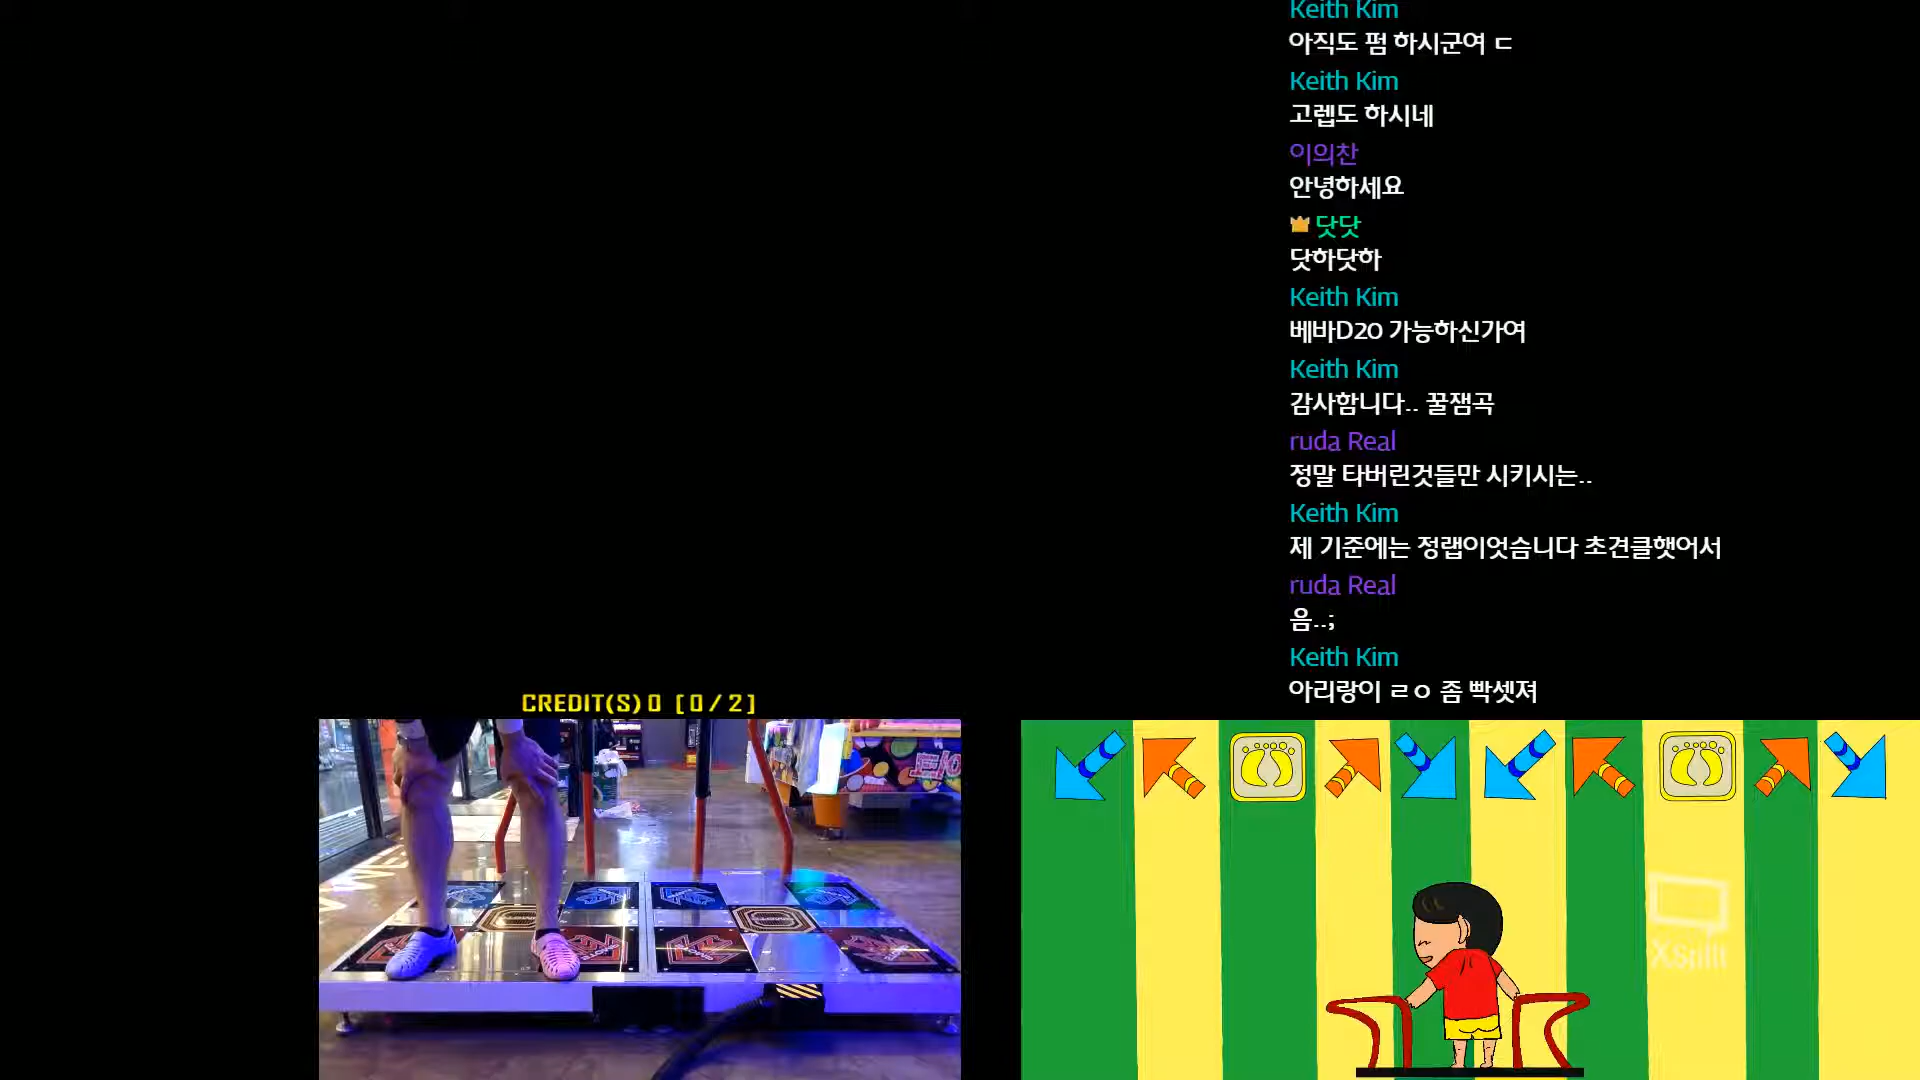 Keith Kim
아직도 펌 하시군여 ㄷ
Keith Kim
고렙도 하시네
이의찬
안녕하세요
닷닷
닷하닷하
Keith Kim
베바D20 가능하신가여
Keith Kim
감사함니다.. 꿀잼곡
ruda Real
정말 타버린것들만 시키시는..
Keith Kim
제 기준에는 정랩이엇슴니다 초견클햇어서
ruda Real
음..;
Keith Kim
아리랑이 ㄹㅇ 좀 빡셋져
CREDIT(S) 0 [0/2]